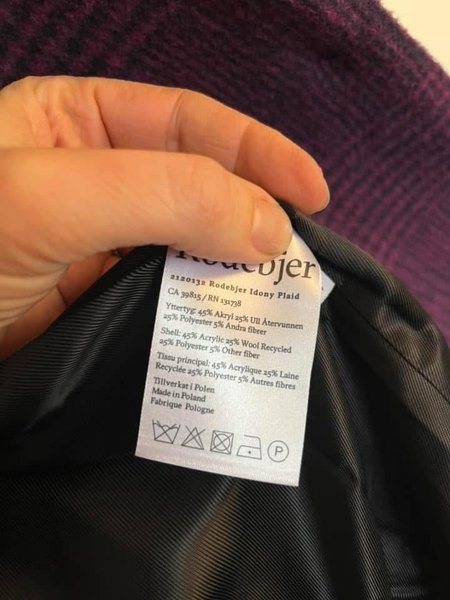 Rodebjer
2120132 Rodebjer Idony Plaid
CA 39815 / RN 131798
Yttertyg: 45% Akryl 25% Ull Återvunnen
25% Polyester 5% Andra fibrer
Shell: 45% Acrylic 25% Wool Recycled
25% Polyester 5% Other fiber
Tissu principal: 45% Acrylique 25% Laine
Recyclée 25% Polyester 5% Autres fibres
Tillverkat i Polen
Made in Poland
Fabrique Pologne
P